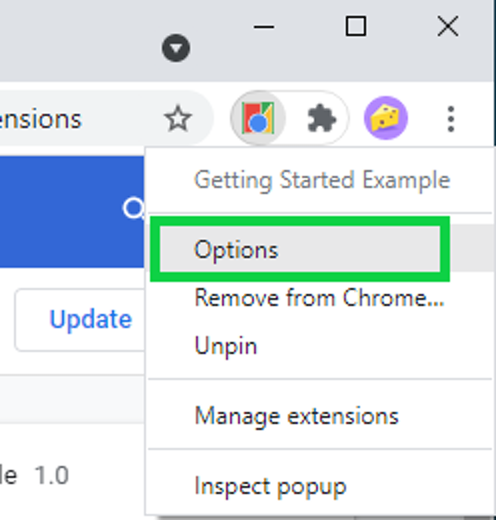 ensions
Getting Started Example
Options
Remove from Chrome...
Unpin
Update
Manage extensions
le 1.0
Inspect popup